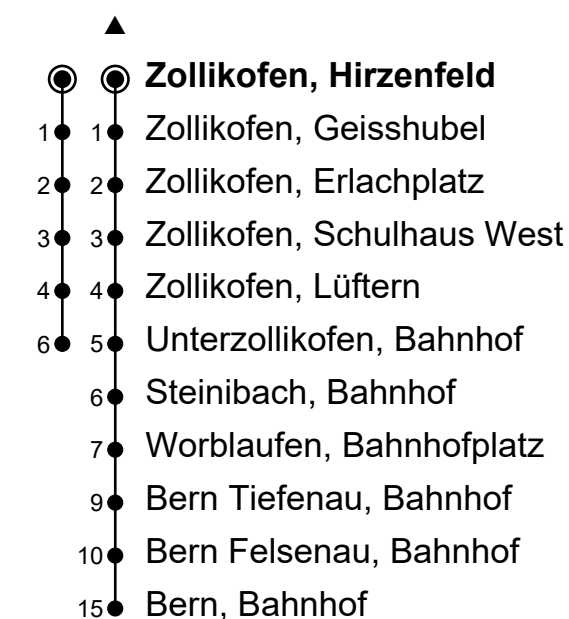 Zollikofen, Hirzenfeld
1 1 Zollikofen, Geisshubel
2 2 Zollikofen, Erlachplatz
3 3 Zollikofen, Schulhaus West
4 4 Zollikofen, Lüftern
6 5 Unterzollikofen, Bahnhof
6 Steinibach, Bahnhof
7 Worblaufen, Bahnhofplatz
9 Bern Tiefenau, Bahnhof
10 Bern Felsenau, Bahnhof
15 Bern, Bahnhof